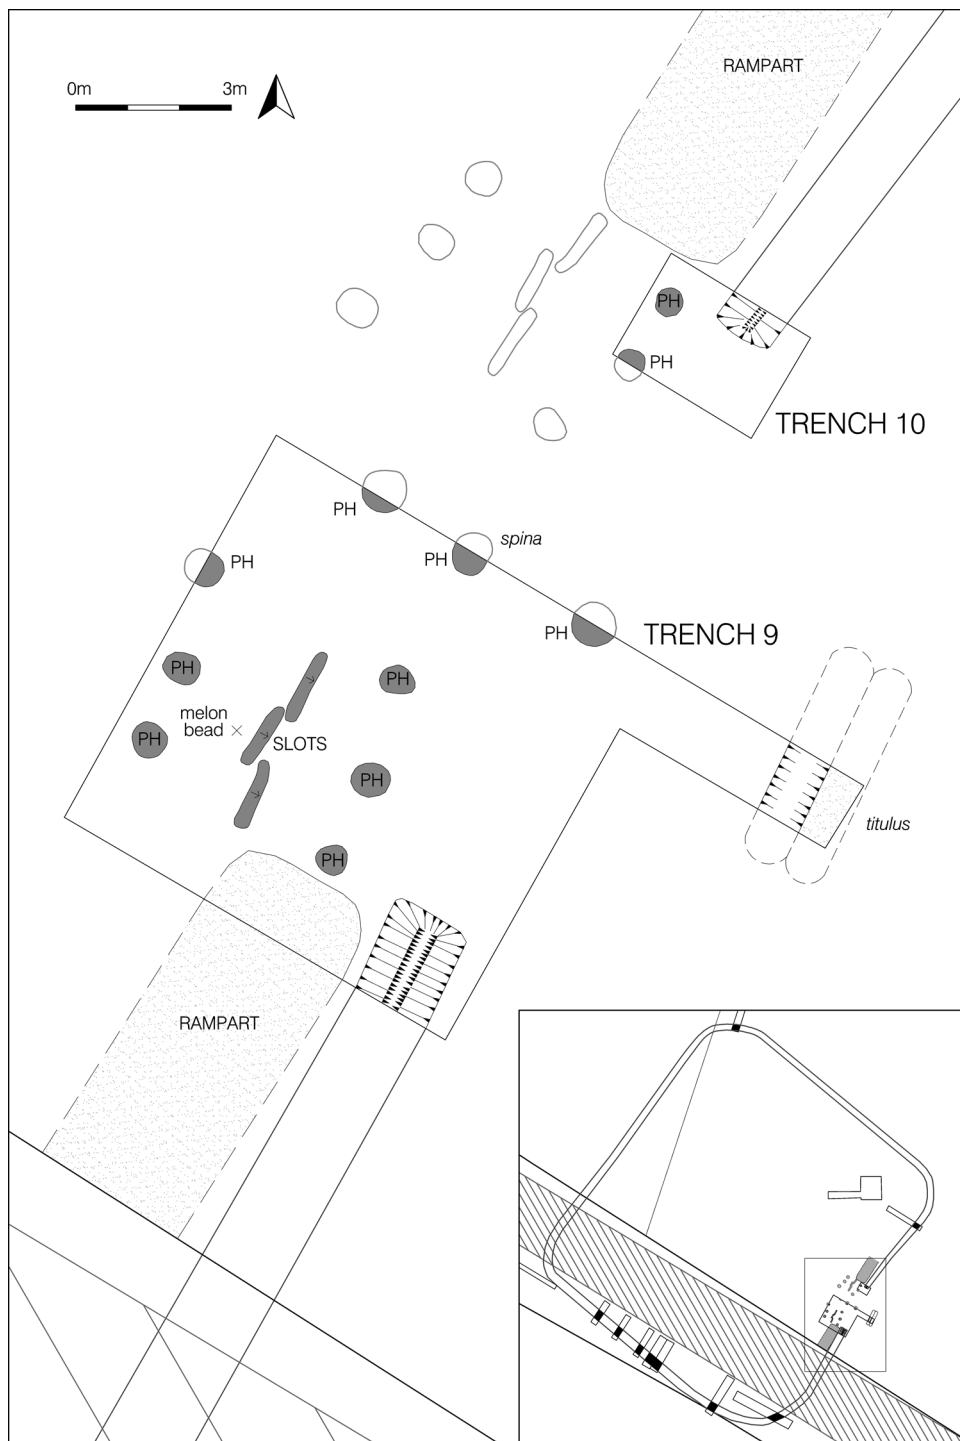 RAMPART
0m 3m
PH
PH
TRENCH 10
PH
spina
PH
PH
PH
TRENCH 9
PH
PH
melon
bead ×
SLOTS
PH
PH
titulus
PH
RAMPART